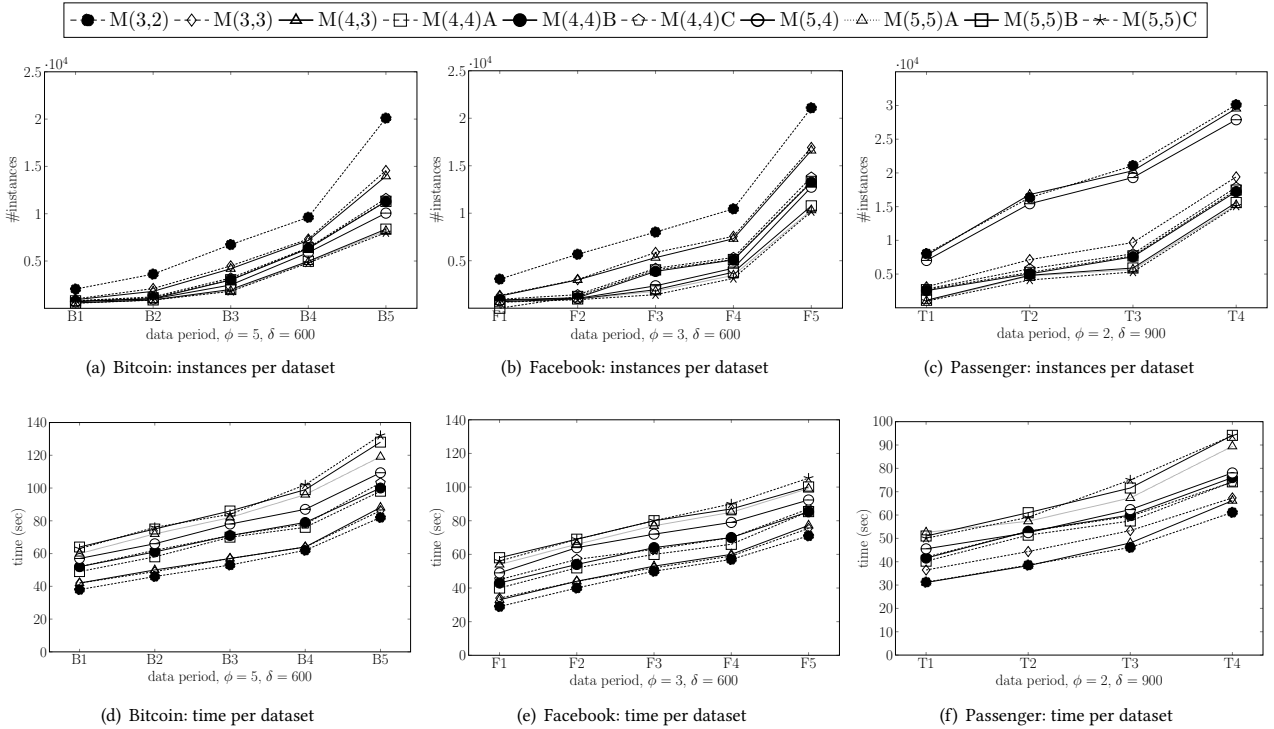 M(3,2) M(3,3) M(4,3) M(4,4)A M(4,4)B M(4,4)C M(5,4) M(5,5)A M(5,5)B M(5,5)C
·10⁴
2.5
2
1.5
1
0.5
#instances
B1 B2 B3 B4 B5
data period, ϕ = 5, δ = 600
(a) Bitcoin: instances per dataset
·10⁴
2.5
2
1.5
1
0.5
#instances
F1 F2 F3 F4 F5
data period, ϕ = 3, δ = 600
(b) Facebook: instances per dataset
·10⁴
3
2.5
2
1.5
1
0.5
#instances
T1 T2 T3 T4
data period, ϕ = 2, δ = 900
(c) Passenger: instances per dataset
140
120
100
80
60
40
20
0
time (sec)
B1 B2 B3 B4 B5
data period, ϕ = 5, δ = 600
(d) Bitcoin: time per dataset
140
120
100
80
60
40
20
0
time (sec)
F1 F2 F3 F4 F5
data period, ϕ = 3, δ = 600
(e) Facebook: time per dataset
100
90
80
70
60
50
40
30
20
10
0
time (sec)
T1 T2 T3 T4
data period, ϕ = 2, δ = 900
(f) Passenger: time per dataset